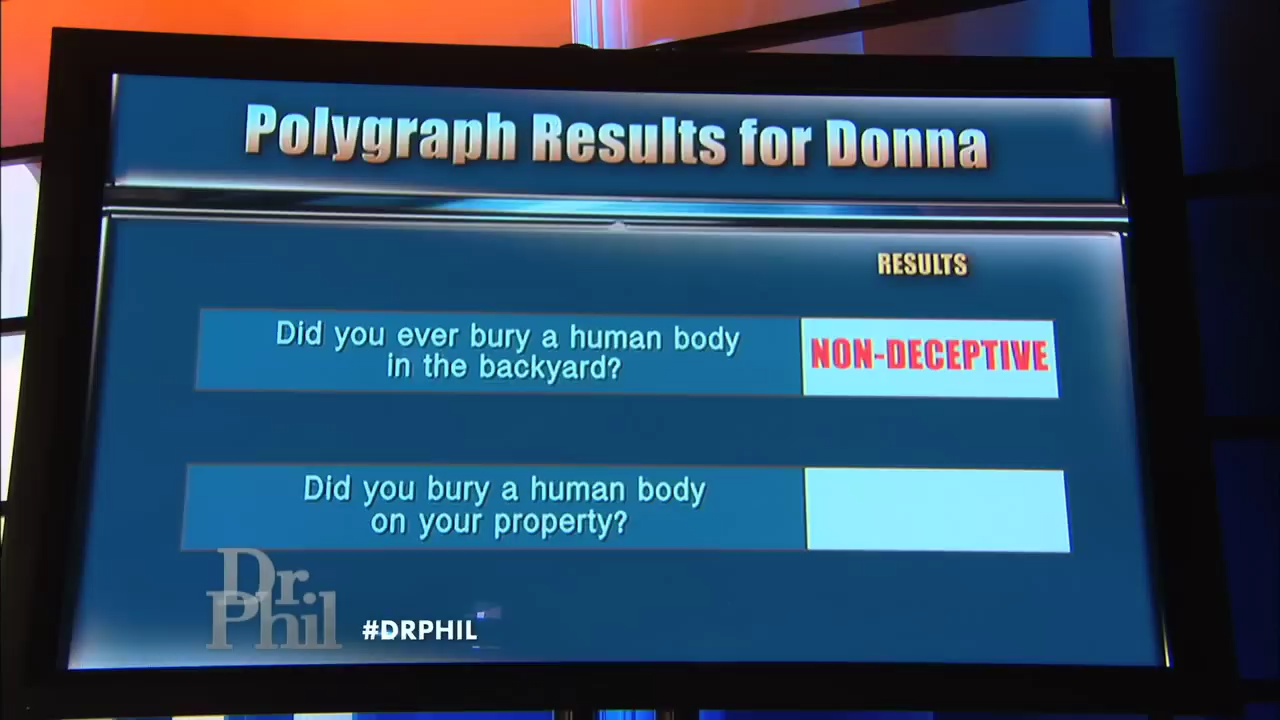 Polygraph Results for Donna
RESULTS
Did you ever bury a human body
in the backyard?
NON-DECEPTIVE
Did you bury a human body
on your property?
Dr.
Phil
#DRPHIL